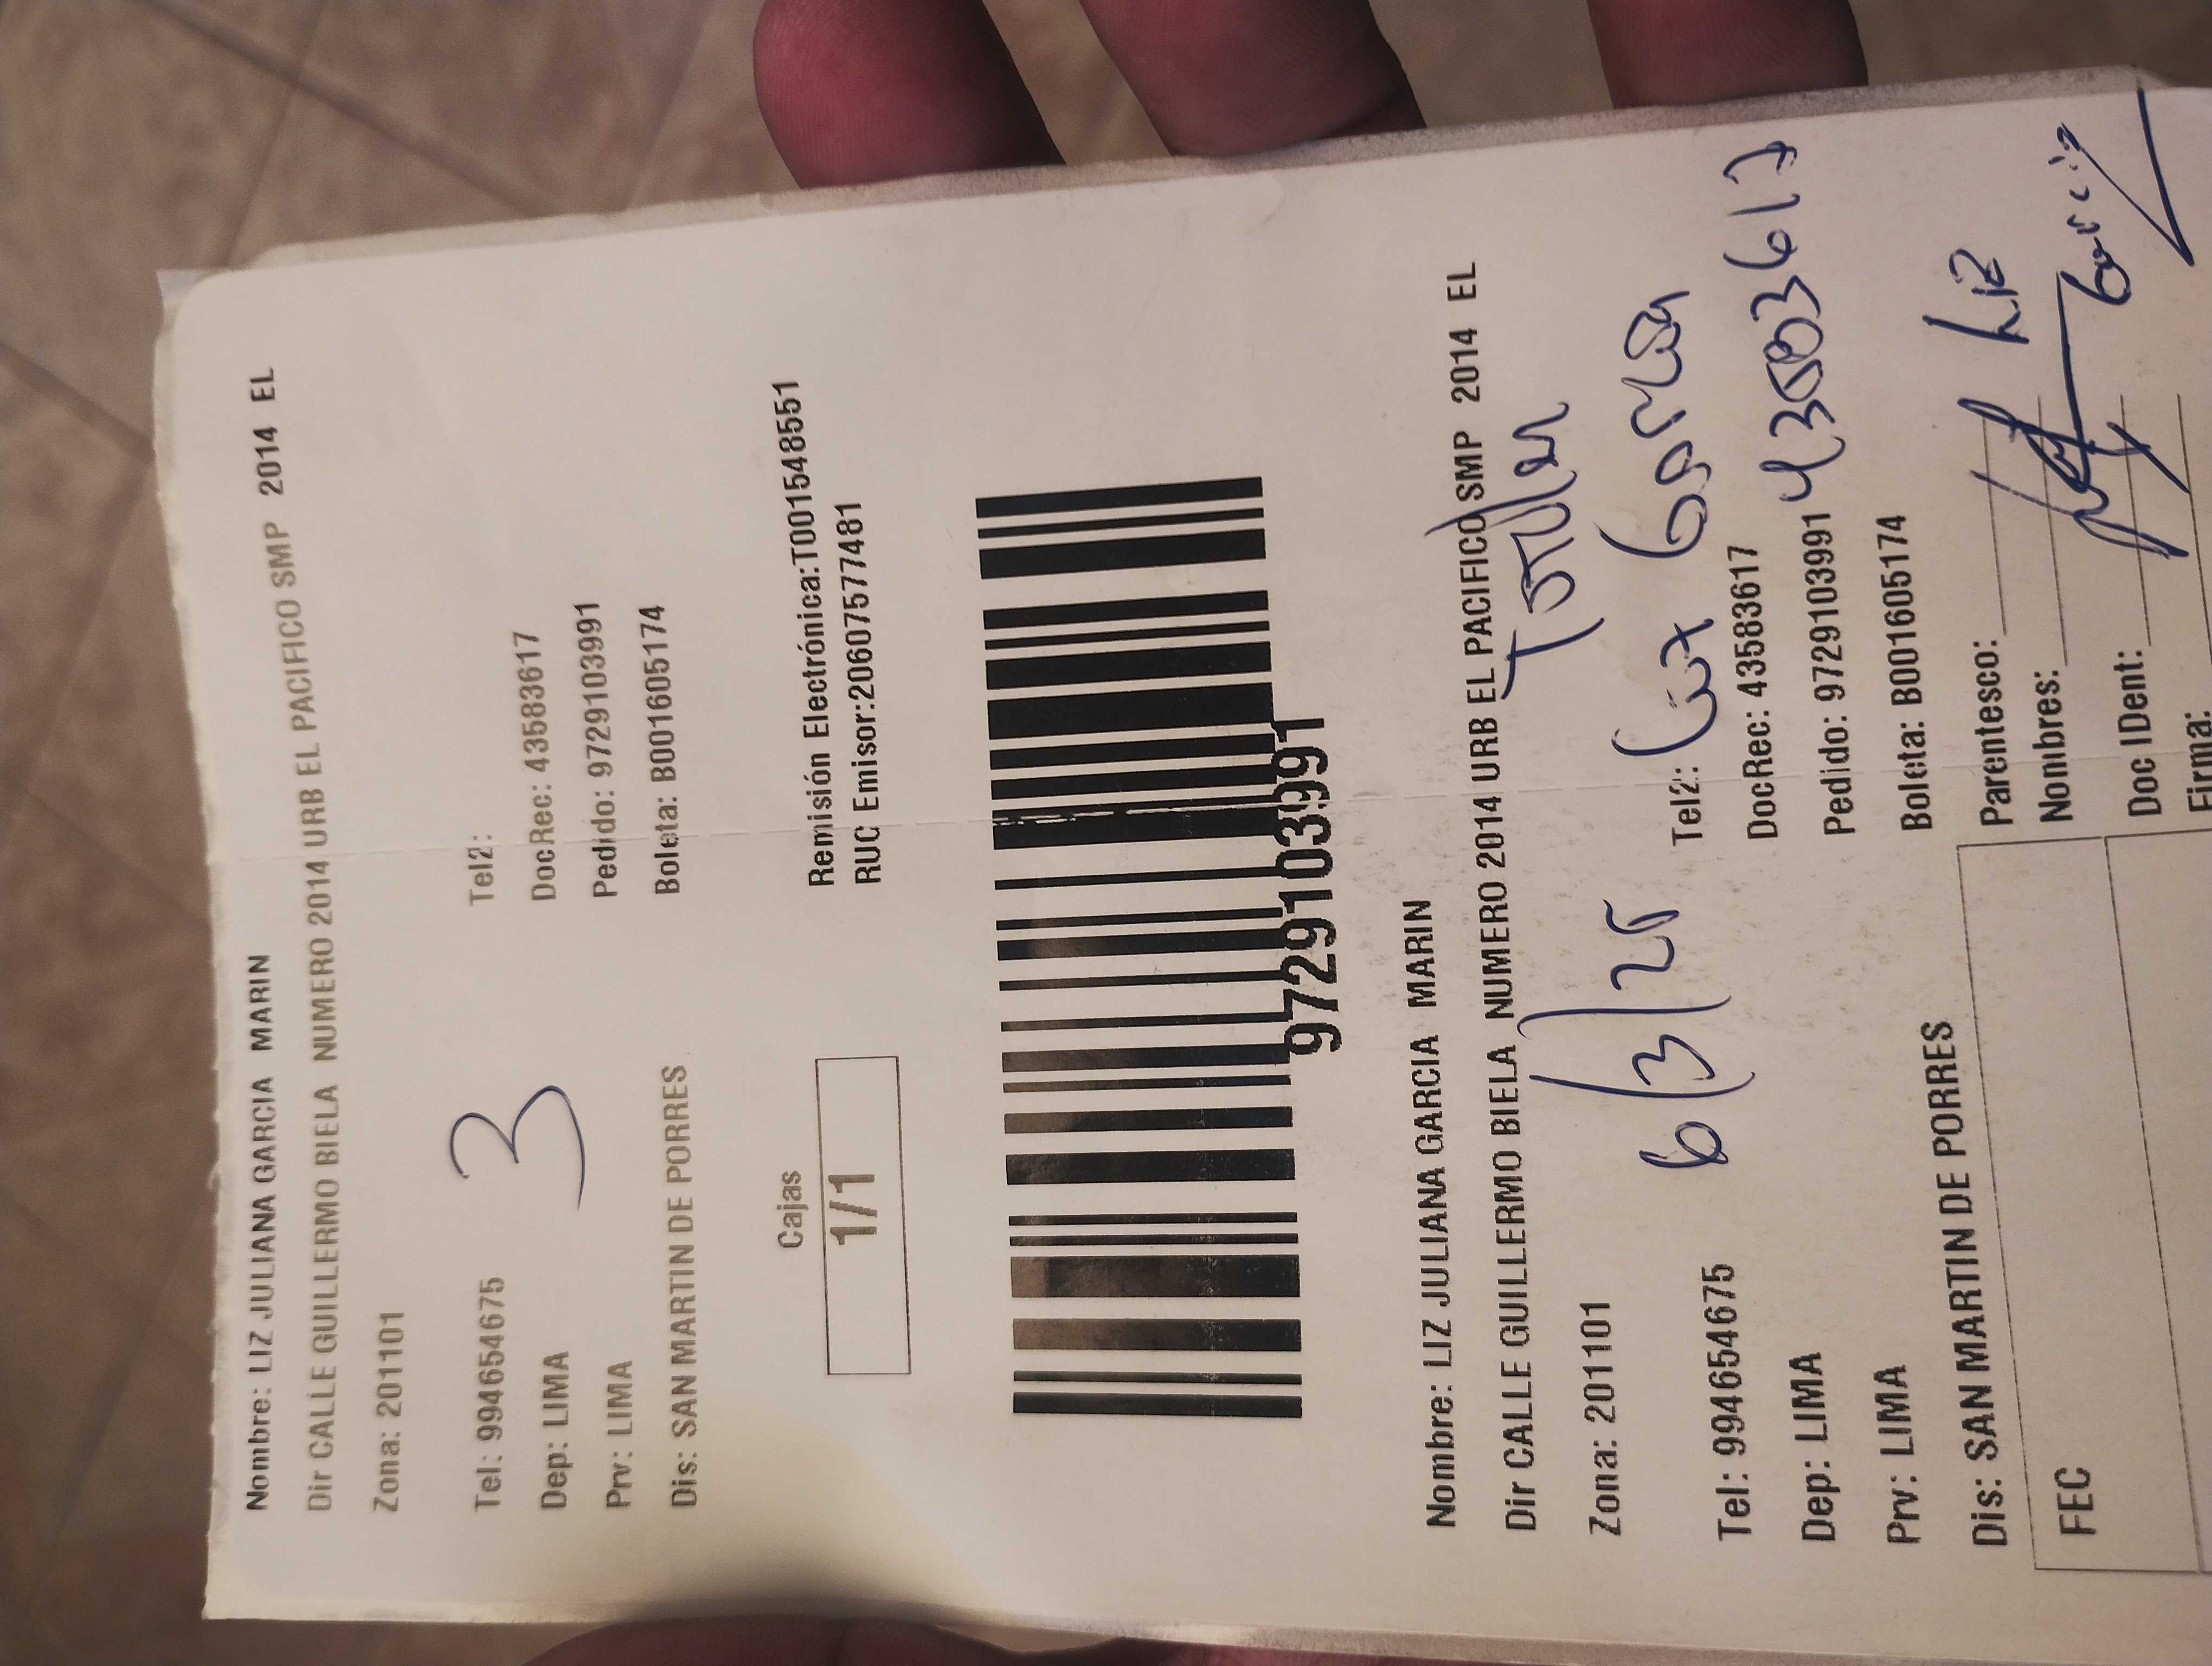 Nombre: LIZ JULIANA GARCIA MARIN
Dir CALLE GUILLERMO BIELA NUMERO 2014 URB EL PACIFICO SMP 2014 EL
Zona: 201101
3
Tel: 994654675 Tel2:
Dep: LIMA DocRec: 43583617
Prv: LIMA Pedido: 9729103991
Dis: SAN MARTIN DE PORRES Boleta: B001605174
Cajas
1/1
Remisión Electrónica:T001548551
RUC Emisor:20607577481
9729103991
Nombre: LIZ JULIANA GARCIA MARIN
Dir CALLE GUILLERMO BIELA NUMERO 2014 URB EL PACIFICO SMP 2014 EL
Zona: 201101
6/3/25
Tel: 994654675 Tel2:
Dep: LIMA DocRec: 43583617
Prv: LIMA Pedido: 9729103991
Dis: SAN MARTIN DE PORRES Boleta: B001605174
Parentesco:
Liz
Nombres:
Doc IDent:
Firma:
FEC